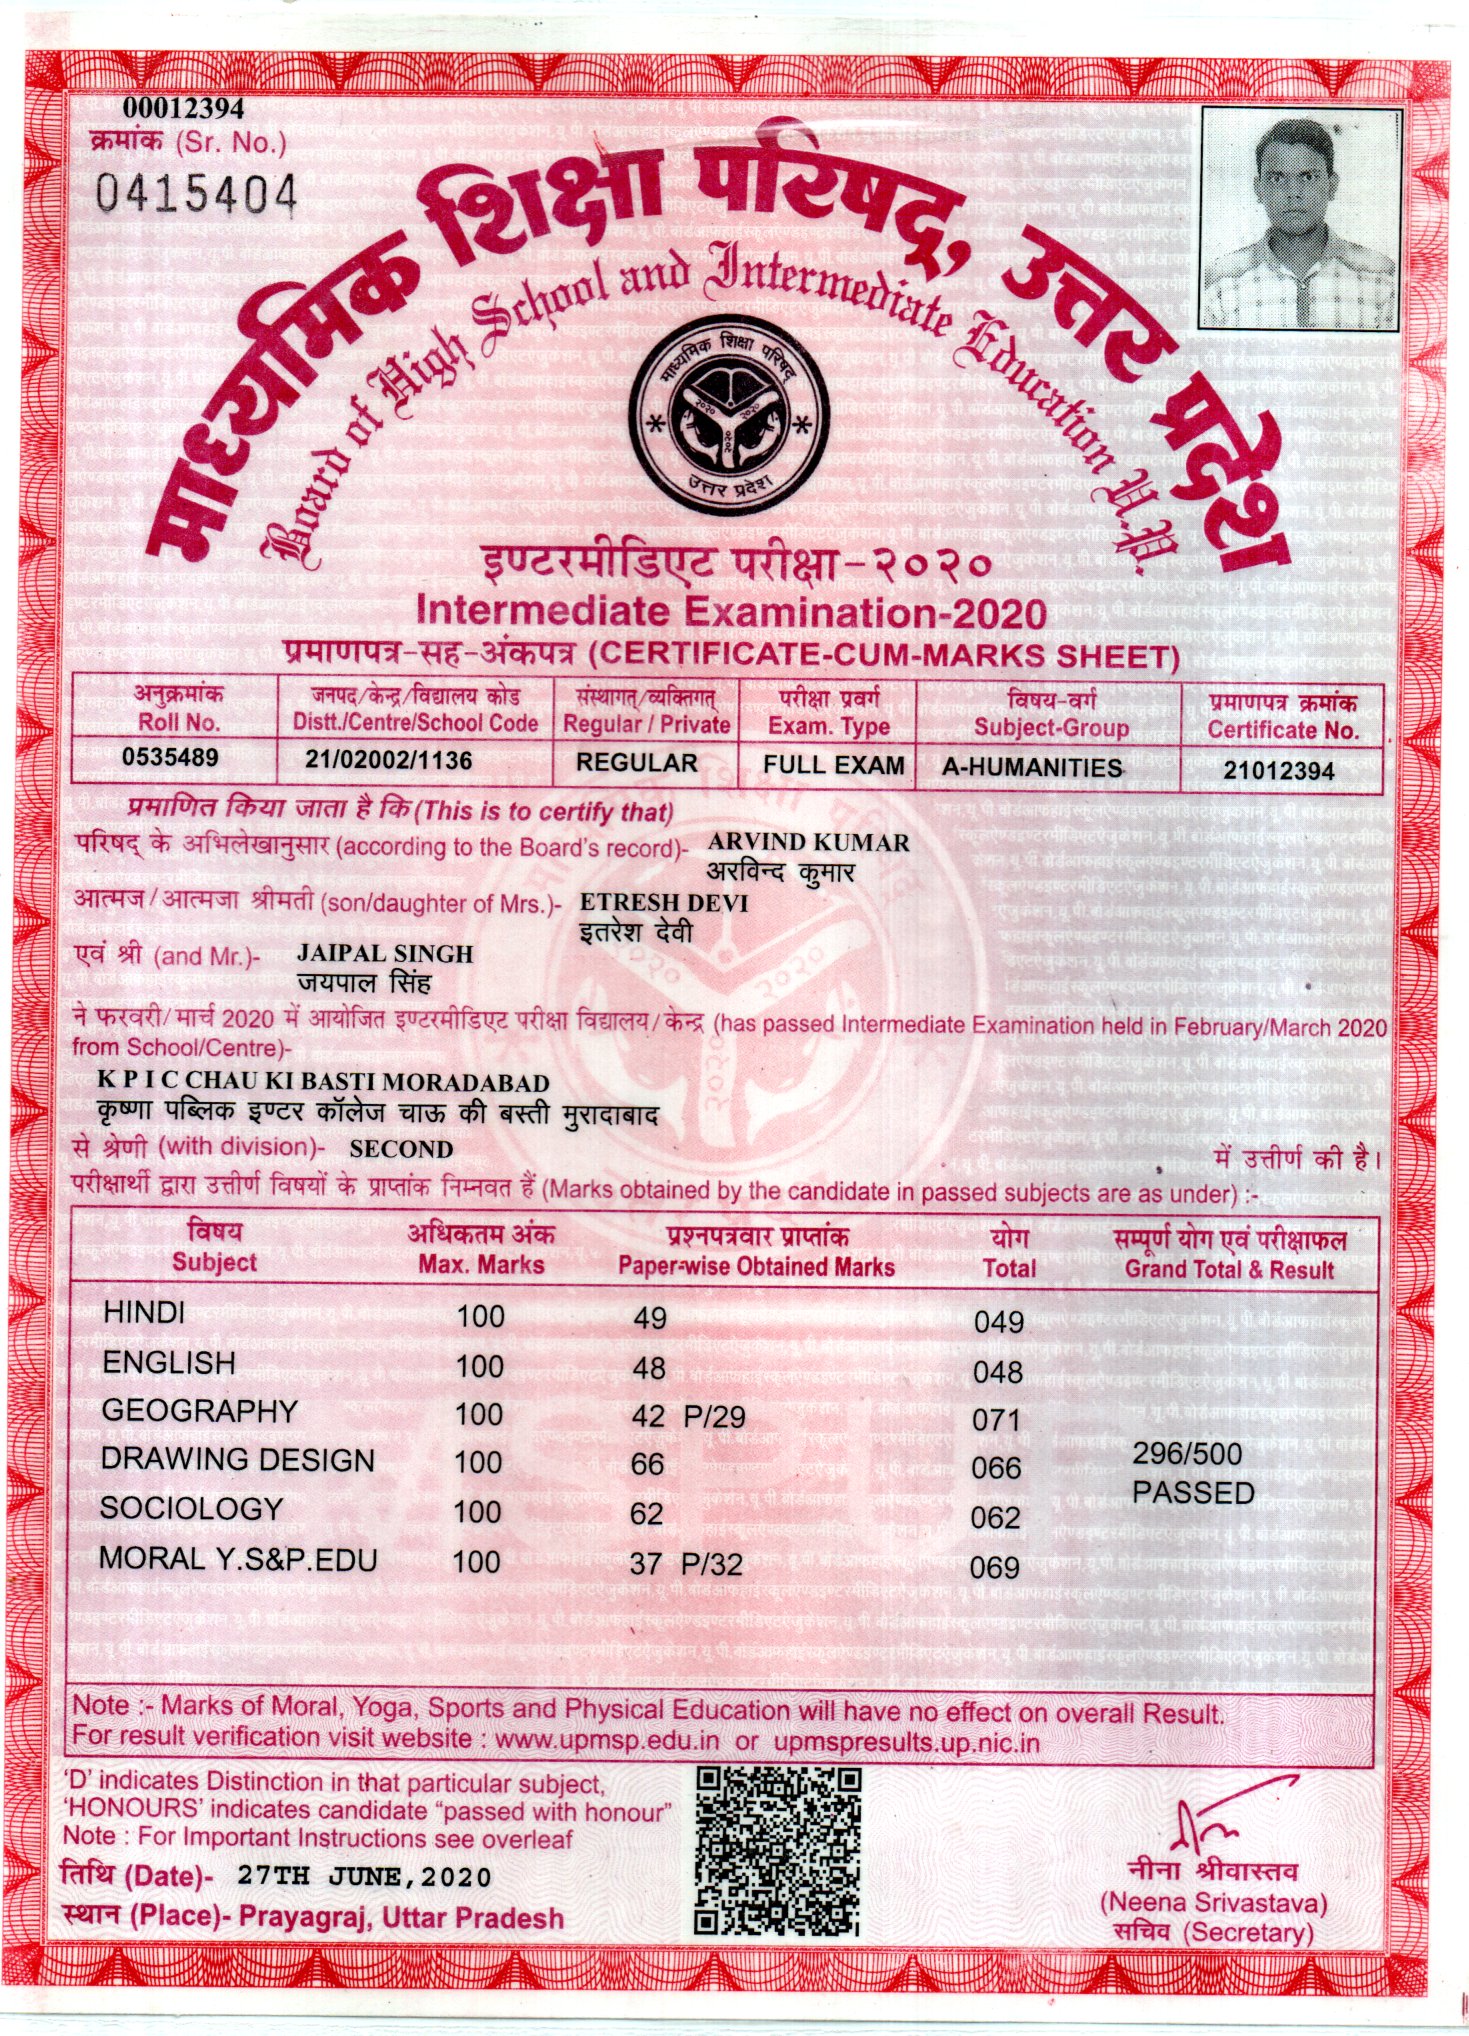 00012394
क्रमांक (Sr. No.)
0415404
माध्यमिक शिक्षा परिषद्, उत्तर प्रदेश
Board of High School and Intermediate Education U.P.
माध्यमिक शिक्षा परिषद्
२०२० २०२०
२०२०
उत्तर प्रदेश
इण्टरमीडिएट परीक्षा-२०२०
Intermediate Examination-2020
प्रमाणपत्र-सह-अंकपत्र (CERTIFICATE-CUM-MARKS SHEET)
अनुक्रमांक जनपद/केन्द्र/विद्यालय कोड संस्थागत्/व्यक्तिगत् परीक्षा प्रवर्ग विषय-वर्ग प्रमाणपत्र क्रमांक
Roll No. Distt./Centre/School Code Regular / Private Exam. Type Subject-Group Certificate No.
0535489 21/02002/1136 REGULAR FULL EXAM A-HUMANITIES 21012394
प्रमाणित किया जाता है कि (This is to certify that)
परिषद् के अभिलेखानुसार (according to the Board's record)- ARVIND KUMAR
अरविन्द कुमार
आत्मज/आत्मजा श्रीमती (son/daughter of Mrs.)- ETRESH DEVI
इतरेश देवी
एवं श्री (and Mr.)- JAIPAL SINGH
जयपाल सिंह
ने फरवरी/मार्च 2020 में आयोजित इण्टरमीडिएट परीक्षा विद्यालय/केन्द्र (has passed Intermediate Examination held in February/March 2020
from School/Centre)-
K P I C CHAU KI BASTI MORADABAD
कृष्णा पब्लिक इण्टर कॉलेज चाऊ की बस्ती मुरादाबाद
से श्रेणी (with division)- SECOND में उत्तीर्ण की है।
परीक्षार्थी द्वारा उत्तीर्ण विषयों के प्राप्तांक निम्नवत हैं (Marks obtained by the candidate in passed subjects are as under) :-
विषय अधिकतम अंक प्रश्नपत्रवार प्राप्तांक योग सम्पूर्ण योग एवं परीक्षाफल
Subject Max. Marks Paper-wise Obtained Marks Total Grand Total & Result
HINDI 100 49 049
ENGLISH 100 48 048
GEOGRAPHY 100 42 P/29 071
DRAWING DESIGN 100 66 066 296/500
PASSED
SOCIOLOGY 100 62 062
MORAL Y.S&P.EDU 100 37 P/32 069
Note :- Marks of Moral, Yoga, Sports and Physical Education will have no effect on overall Result.
For result verification visit website : www.upmsp.edu.in or upmspresults.up.nic.in
'D' indicates Distinction in that particular subject,
'HONOURS' indicates candidate “passed with honour”
Note : For Important Instructions see overleaf
तिथि (Date)- 27TH JUNE,2020
स्थान (Place)- Prayagraj, Uttar Pradesh
नीना श्रीवास्तव
(Neena Srivastava)
सचिव (Secretary)